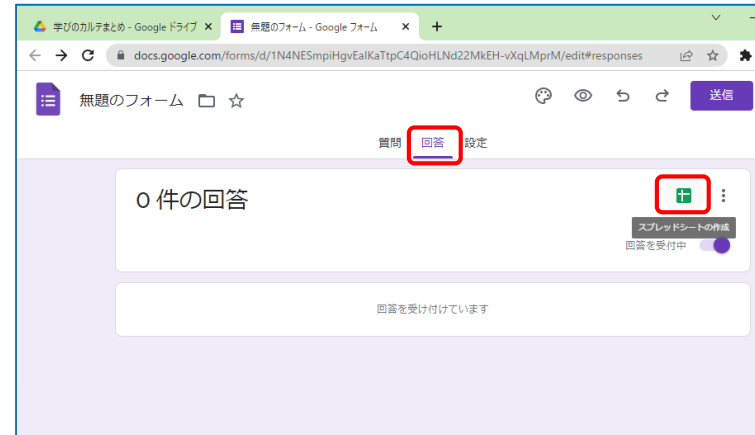 学びのカルテまとめ - Google ドライブ
無題のフォーム - Google フォーム
docs.google.com/forms/d/1N4NESmpiHgvEalKaTtpC4QioHLNd22MkEH-vXqLMprM/edit#responses
無題のフォーム
送信
質問 回答 設定
0 件の回答
スプレッドシートの作成
回答を受付中
回答を受け付けています